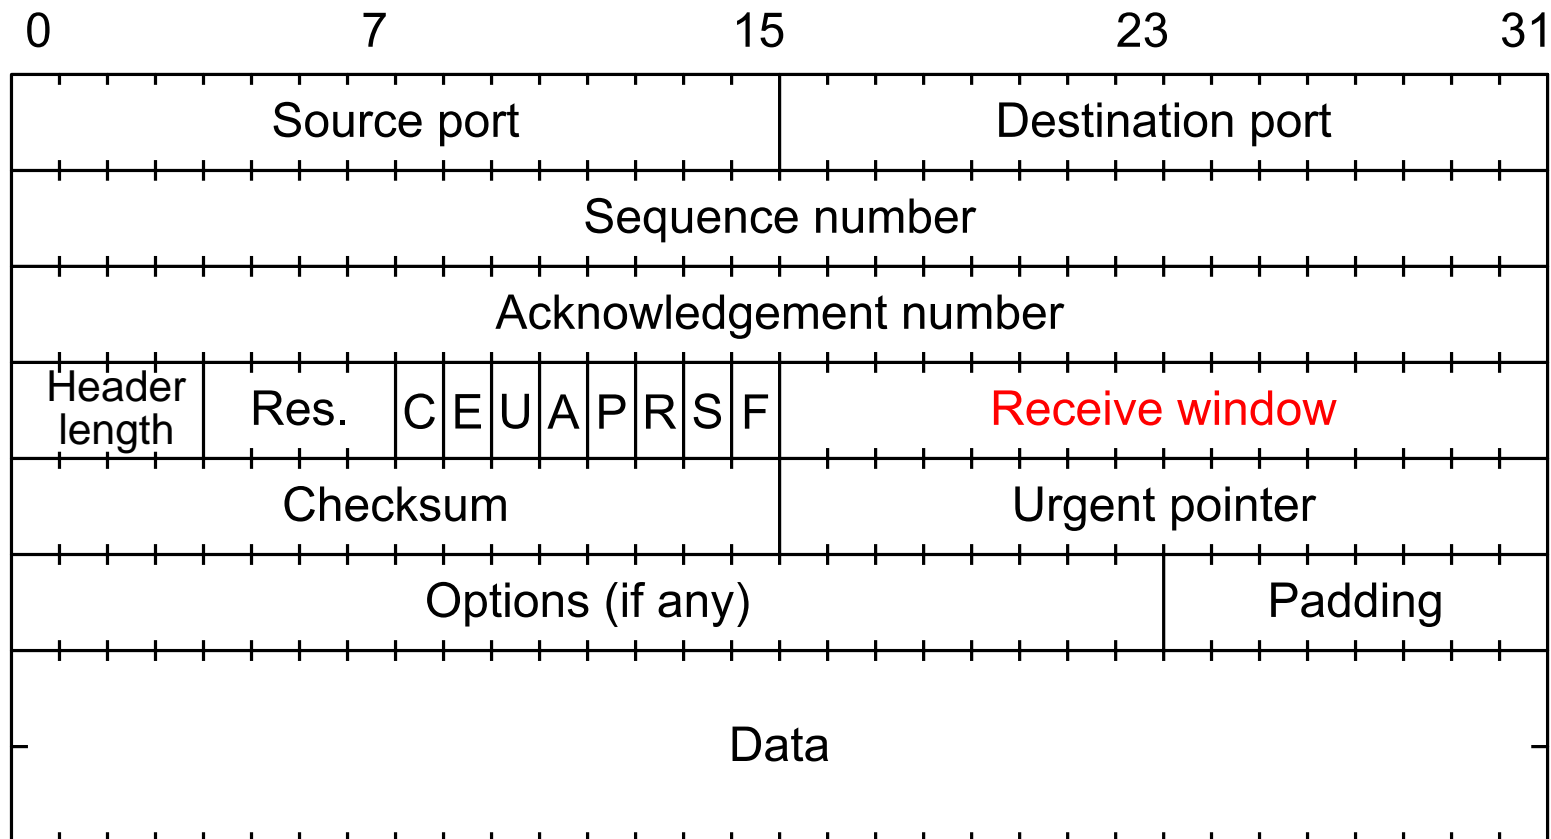 0 7 15 23 31
Source port Destination port
Sequence number
Acknowledgement number
Header
length Res. C E U A P R S F Receive window
Checksum Urgent pointer
Options (if any) Padding
Data